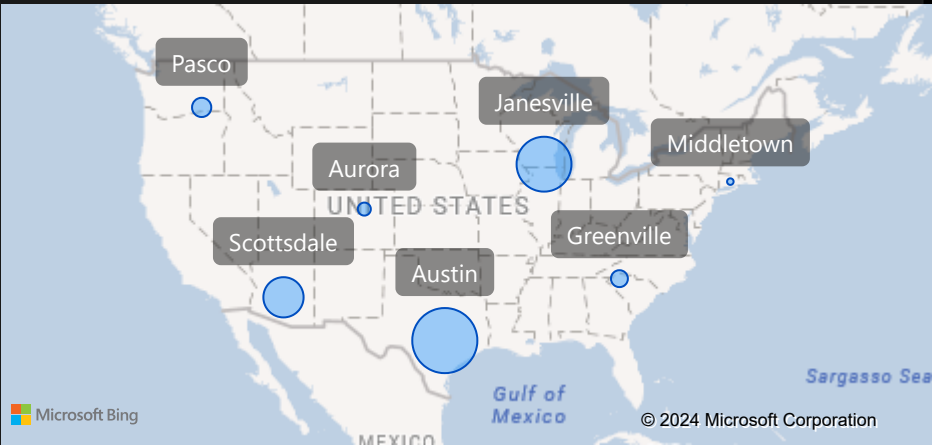 Pasco
Janesville
Middletown
Aurora
UNITED STATES
Scottsdale
Greenville
Austin
Sargasso Sea
Gulf of
Mexico
Microsoft Bing
© 2024 Microsoft Corporation
MEXICO